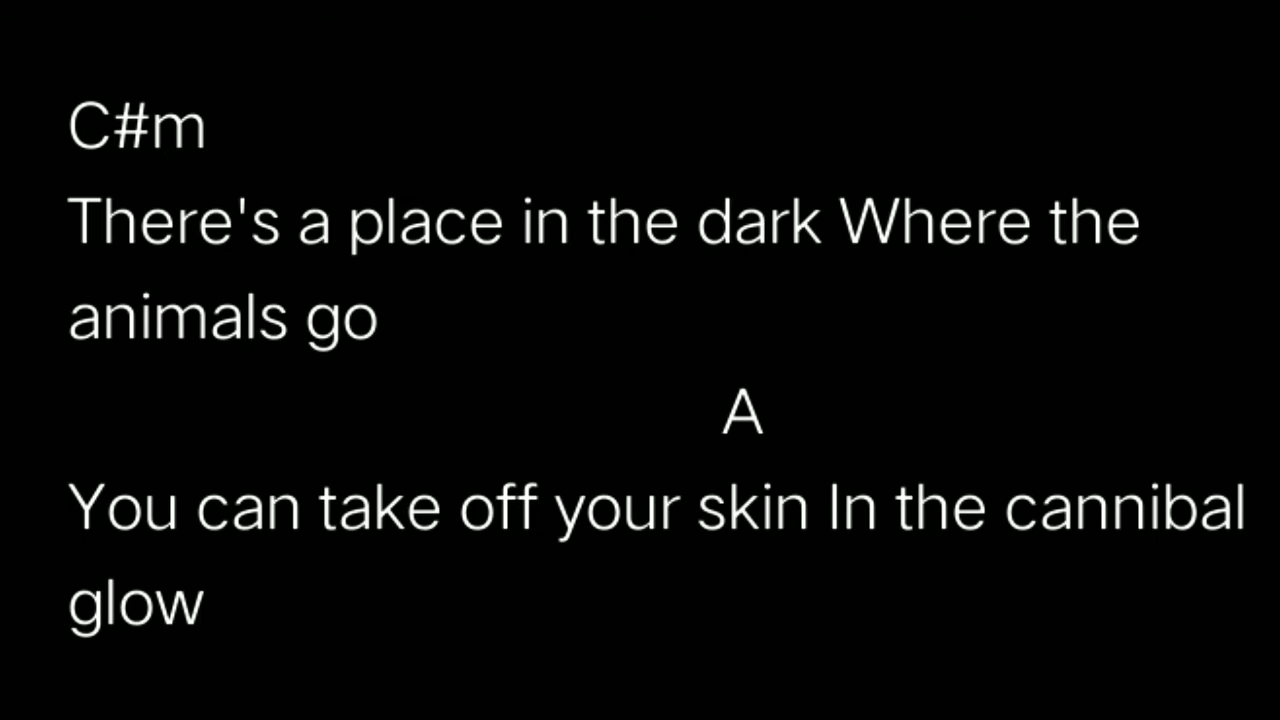 C#m
There's a place in the dark Where the
animals go
A
You can take off your skin In the cannibal
glow